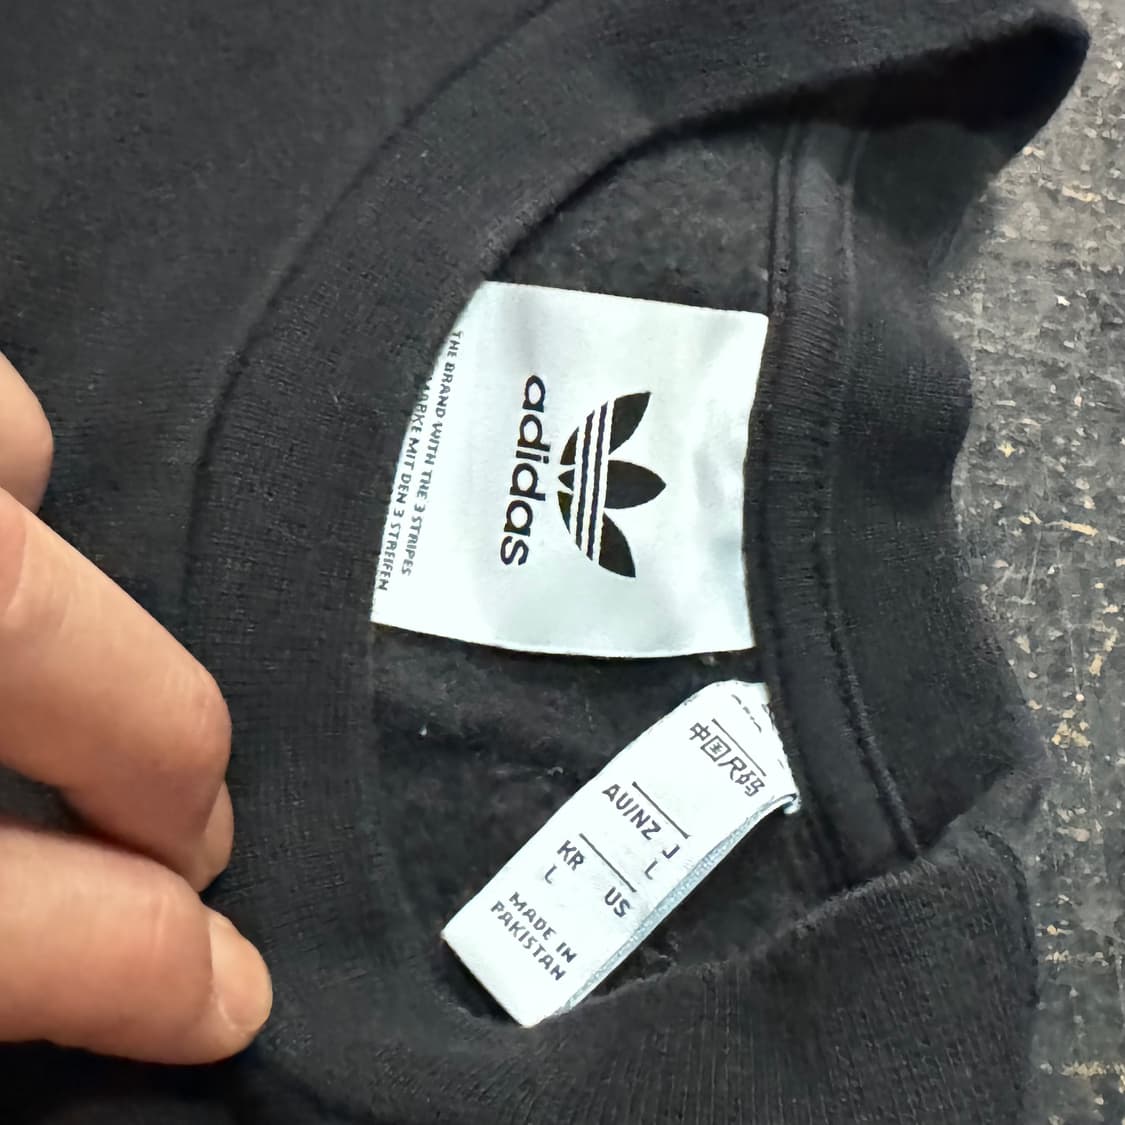 adidas
THE BRAND WITH THE 3 STRIPES
MARKE MIT DEN 3 STREIFEN
中国尺码
AU/NZ J
L
KR US
L
MADE IN
PAKISTAN